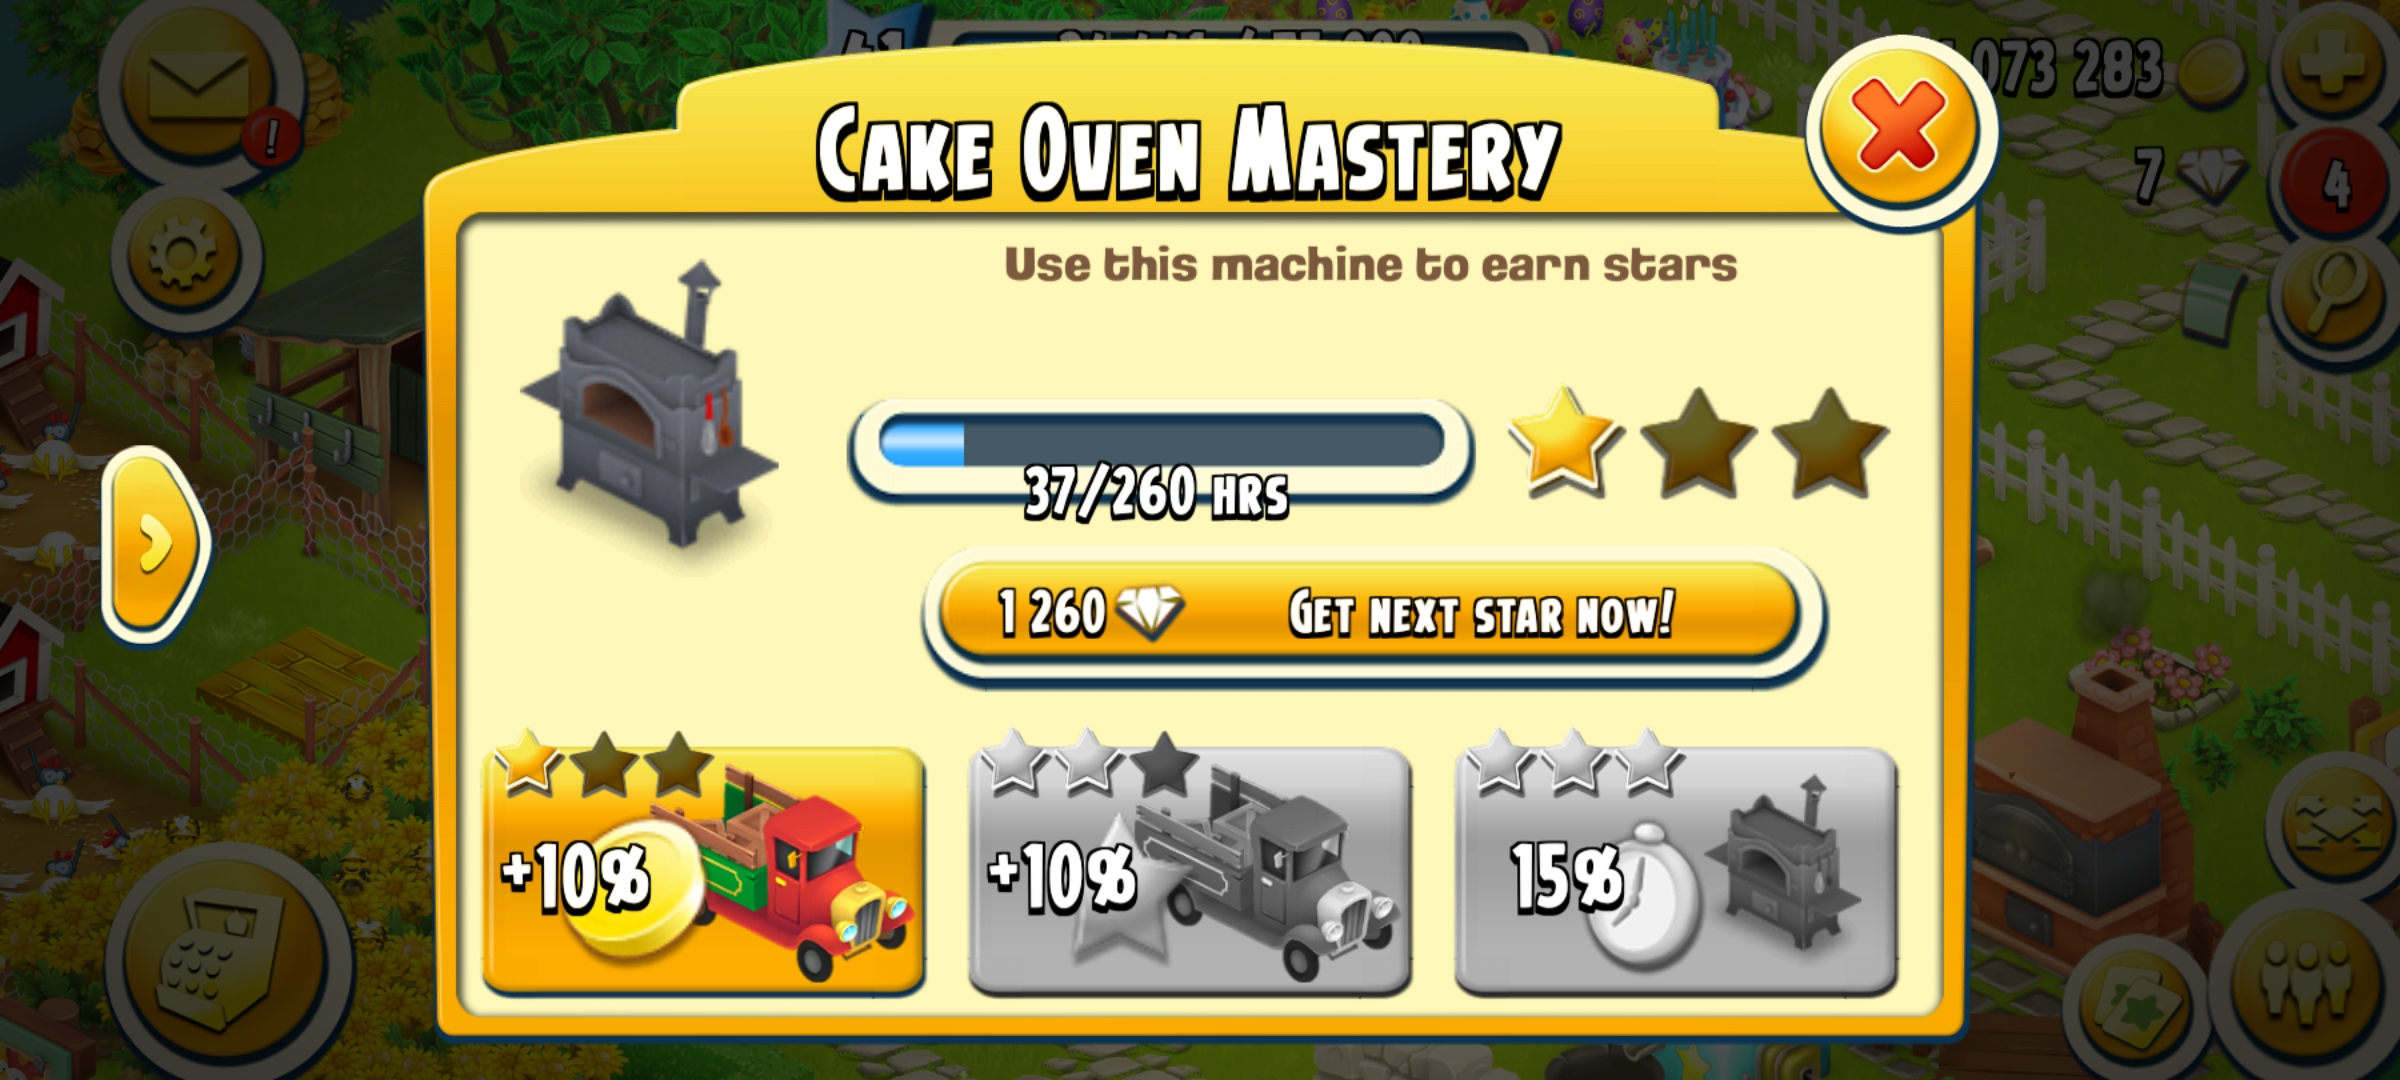 CAKE OVEN MASTERY
073 283
!
7
4
Use this machine to earn stars
37/260 HRS
1 260 GET NEXT STAR NOW!
+10% +10% 15%